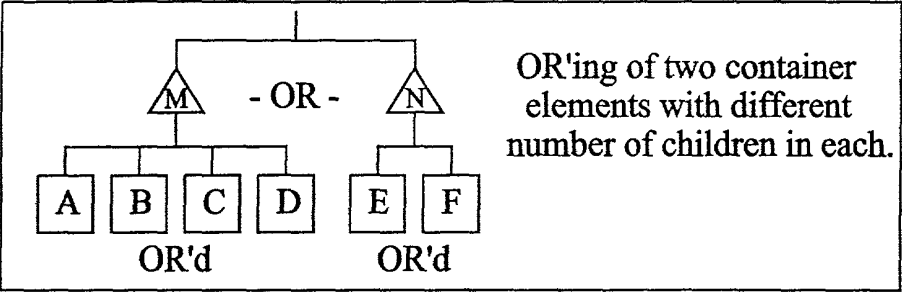 M - OR - N
OR'ing of two container
elements with different
number of children in each.
A B C D E F
OR'd OR'd